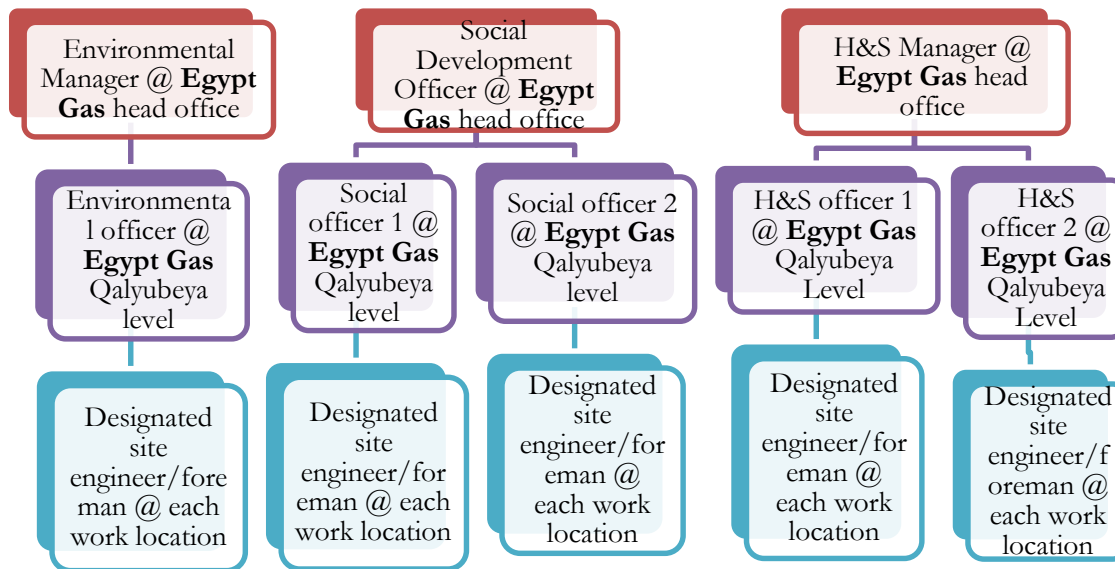 Environmental
Manager @ Egypt
Gas head office
Social
Development
Officer @ Egypt
Gas head office
H&S Manager @
Egypt Gas head
office
Environmenta
l officer @
Egypt Gas
Qalyubeya
level
Social
officer 1 @
Egypt Gas
Qalyubeya
level
Social officer 2
@ Egypt Gas
Qalyubeya
level
H&S officer 1
@ Egypt Gas
Qalyubeya
Level
H&S
officer 2 @
Egypt Gas
Qalyubeya
Level
Designated
site
engineer/fore
man @ each
work location
Designated
site
engineer/for
eman @ each
work location
Designated
site
engineer/for
eman @
each work
location
Designated
site
engineer/for
eman @
each work
location
Designated
site
engineer/f
oreman @
each work
location